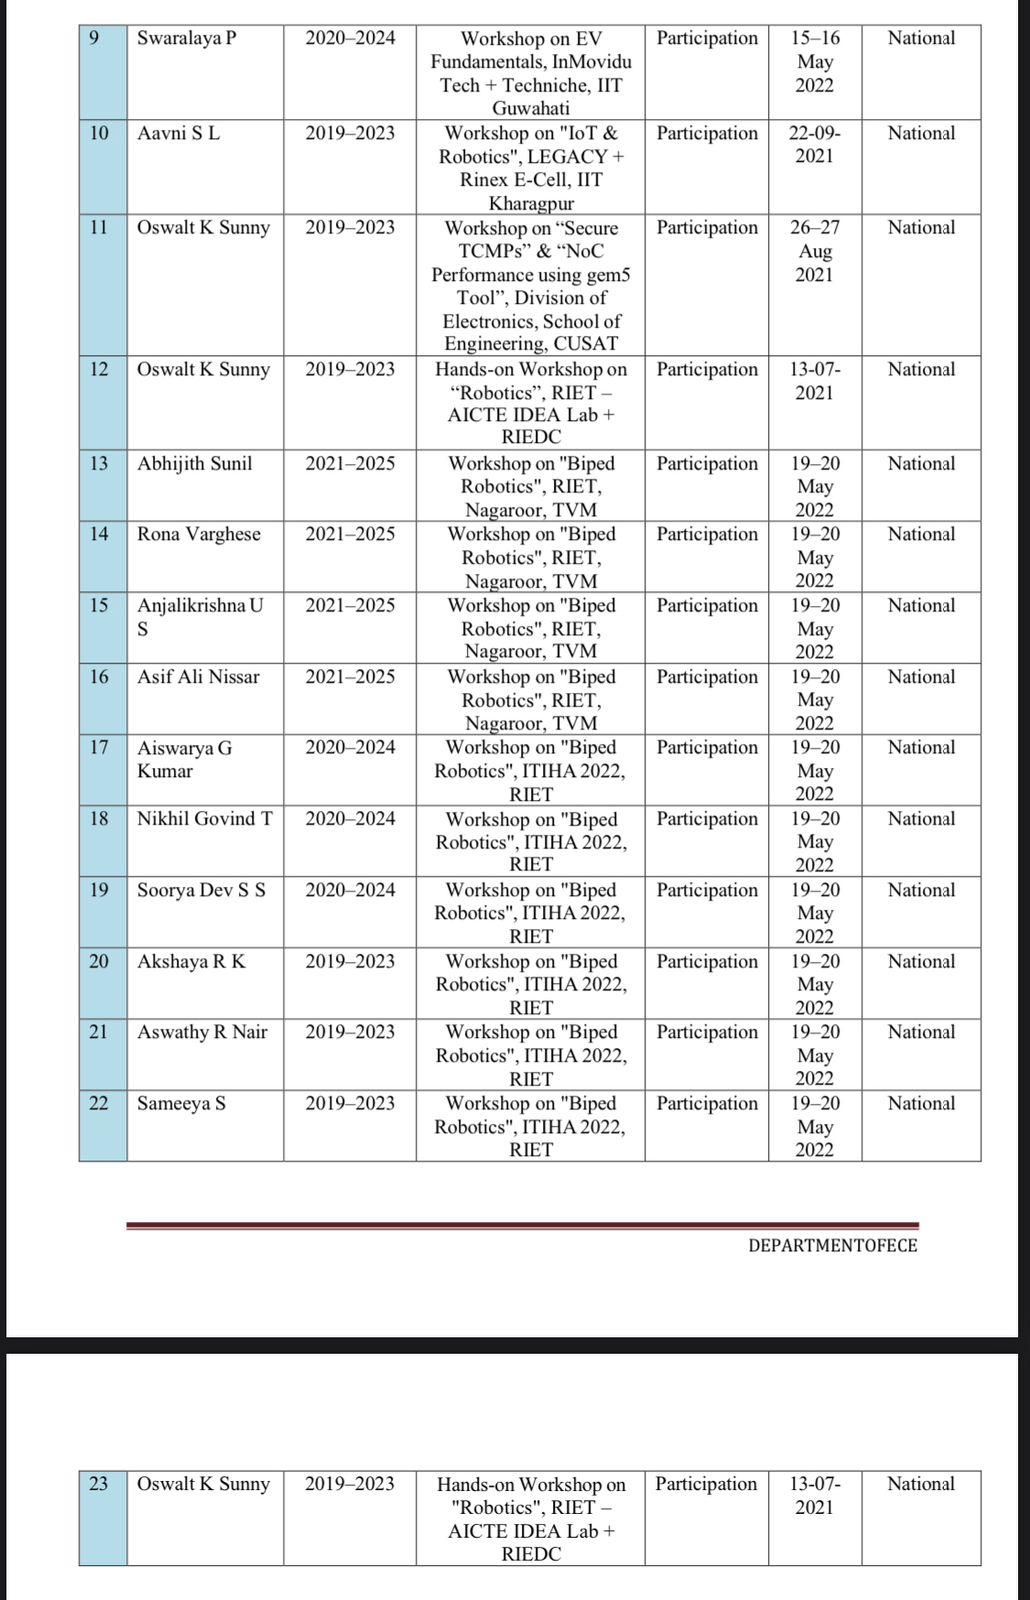 9 Swaralaya P 2020–2024 Workshop on EV Participation 15–16 National
Fundamentals, InMovidu May
Tech + Techniche, IIT 2022
Guwahati
10 Aavni S L 2019–2023 Workshop on "IoT & Participation 22-09- National
Robotics", LEGACY + 2021
Rinex E-Cell, IIT
Kharagpur
11 Oswalt K Sunny 2019–2023 Workshop on “Secure Participation 26–27 National
TCMPs” & “NoC Aug
Performance using gem5 2021
Tool”, Division of
Electronics, School of
Engineering, CUSAT
12 Oswalt K Sunny 2019–2023 Hands-on Workshop on Participation 13-07- National
“Robotics”, RIET – 2021
AICTE IDEA Lab +
RIEDC
13 Abhijith Sunil 2021–2025 Workshop on "Biped Participation 19–20 National
Robotics", RIET, May
Nagaroor, TVM 2022
14 Rona Varghese 2021–2025 Workshop on "Biped Participation 19–20 National
Robotics", RIET, May
Nagaroor, TVM 2022
15 Anjalikrishna U 2021–2025 Workshop on "Biped Participation 19–20 National
S Robotics", RIET, May
Nagaroor, TVM 2022
16 Asif Ali Nissar 2021–2025 Workshop on "Biped Participation 19–20 National
Robotics", RIET, May
Nagaroor, TVM 2022
17 Aiswarya G 2020–2024 Workshop on "Biped Participation 19–20 National
Kumar Robotics", ITIHA 2022, May
RIET 2022
18 Nikhil Govind T 2020–2024 Workshop on "Biped Participation 19–20 National
Robotics", ITIHA 2022, May
RIET 2022
19 Soorya Dev S S 2020–2024 Workshop on "Biped Participation 19–20 National
Robotics", ITIHA 2022, May
RIET 2022
20 Akshaya R K 2019–2023 Workshop on "Biped Participation 19–20 National
Robotics", ITIHA 2022, May
RIET 2022
21 Aswathy R Nair 2019–2023 Workshop on "Biped Participation 19–20 National
Robotics", ITIHA 2022, May
RIET 2022
22 Sameeya S 2019–2023 Workshop on "Biped Participation 19–20 National
Robotics", ITIHA 2022, May
RIET 2022
DEPARTMENTOFECE
23 Oswalt K Sunny 2019–2023 Hands-on Workshop on Participation 13-07- National
"Robotics", RIET – 2021
AICTE IDEA Lab +
RIEDC